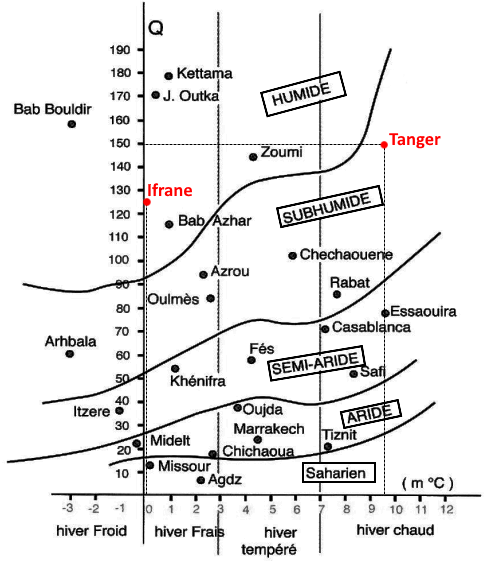 Q
190
180
170
160
150
140
130
120
110
100
90
80
70
60
50
40
30
20
10
Kettama
J. Outka
Bab Bouldir
HUMIDE
Tanger
Zoumi
Ifrane
SUBHUMIDE
Bab Azhar
Chechaouene
Azrou
Rabat
Oulmès
Essaouira
Casablanca
Arhbala
Fés
SEMI-ARIDE
Safi
Khénifra
Itzere
Oujda
ARIDE
Marrakech
Tiznit
Midelt
Chichaoua
Missour
Saharien
Agdz
( m °C)
-3 -2 -1 0 1 2 3 4 5 6 7 8 9 10 11 12
hiver Froid hiver Frais hiver hiver chaud
tempéré